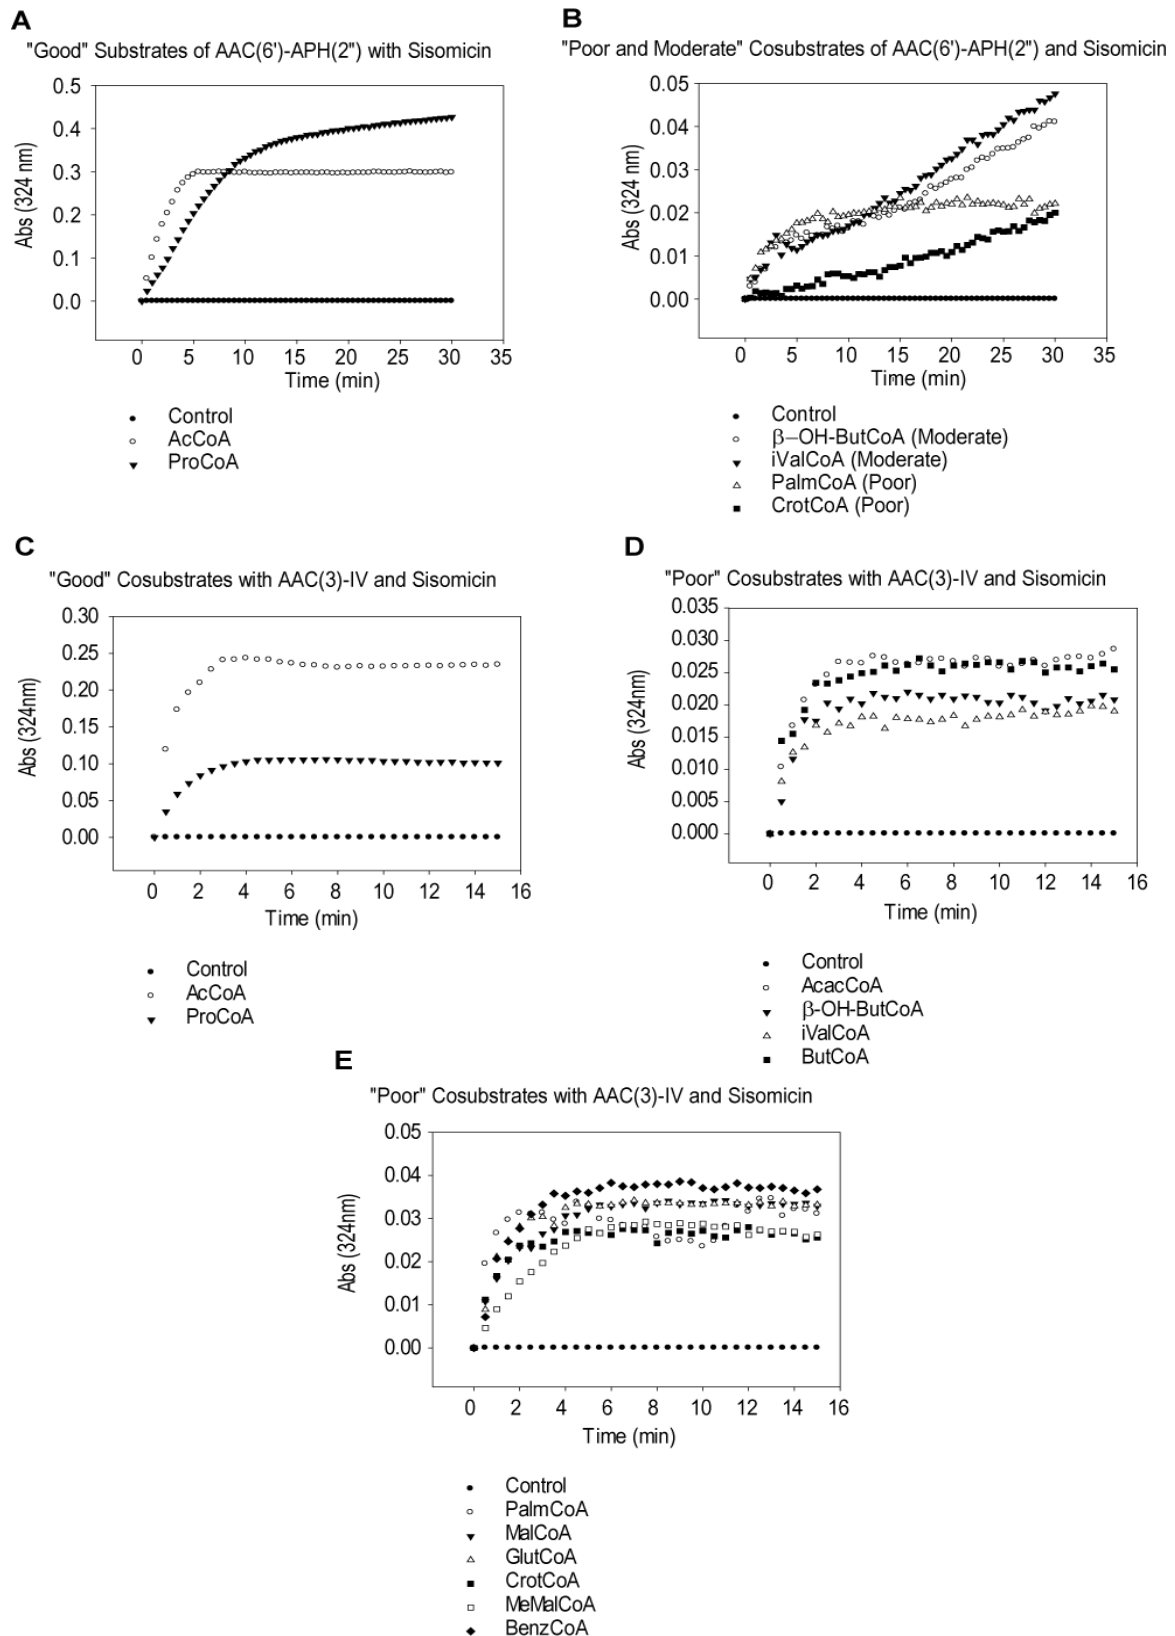 A
"Good" Substrates of AAC(6')-APH(2") with Sisomicin
Abs (324 nm)
0.5
0.4
0.3
0.2
0.1
0.0
0 5 10 15 20 25 30 35
Time (min)
Control
AcCoA
ProCoA
B
"Poor and Moderate" Cosubstrates of AAC(6')-APH(2") and Sisomicin
Abs (324 nm)
0.05
0.04
0.03
0.02
0.01
0.00
0 5 10 15 20 25 30 35
Time (min)
Control
β–OH-ButCoA (Moderate)
iValCoA (Moderate)
PalmCoA (Poor)
CrotCoA (Poor)
C
"Good" Cosubstrates with AAC(3)-IV and Sisomicin
Abs (324nm)
0.30
0.25
0.20
0.15
0.10
0.05
0.00
0 2 4 6 8 10 12 14 16
Time (min)
Control
AcCoA
ProCoA
D
"Poor" Cosubstrates with AAC(3)-IV and Sisomicin
Abs (324nm)
0.035
0.030
0.025
0.020
0.015
0.010
0.005
0.000
0 2 4 6 8 10 12 14 16
Time (min)
Control
AcacCoA
β-OH-ButCoA
iValCoA
ButCoA
E
"Poor" Cosubstrates with AAC(3)-IV and Sisomicin
Abs (324nm)
0.05
0.04
0.03
0.02
0.01
0.00
0 2 4 6 8 10 12 14 16
Time (min)
Control
PalmCoA
MalCoA
GlutCoA
CrotCoA
MeMalCoA
BenzCoA